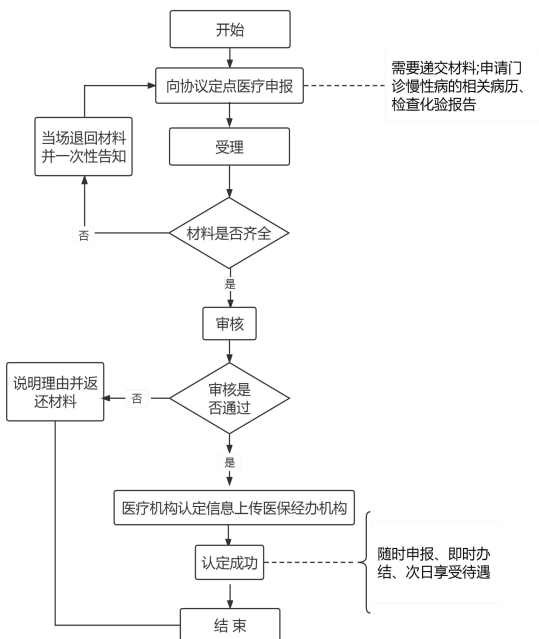 开始
向协议定点医疗申报
需要递交材料;申请门
诊慢性病的相关病历、
检查化验报告
当场退回材料
并一次性告知
受理
否
材料是否齐全
是
审核
说明理由并返
还材料
否
审核是
否通过
是
医疗机构认定信息上传医保经办机构
认定成功
随时申报、即时办
结、次日享受待遇
结 束